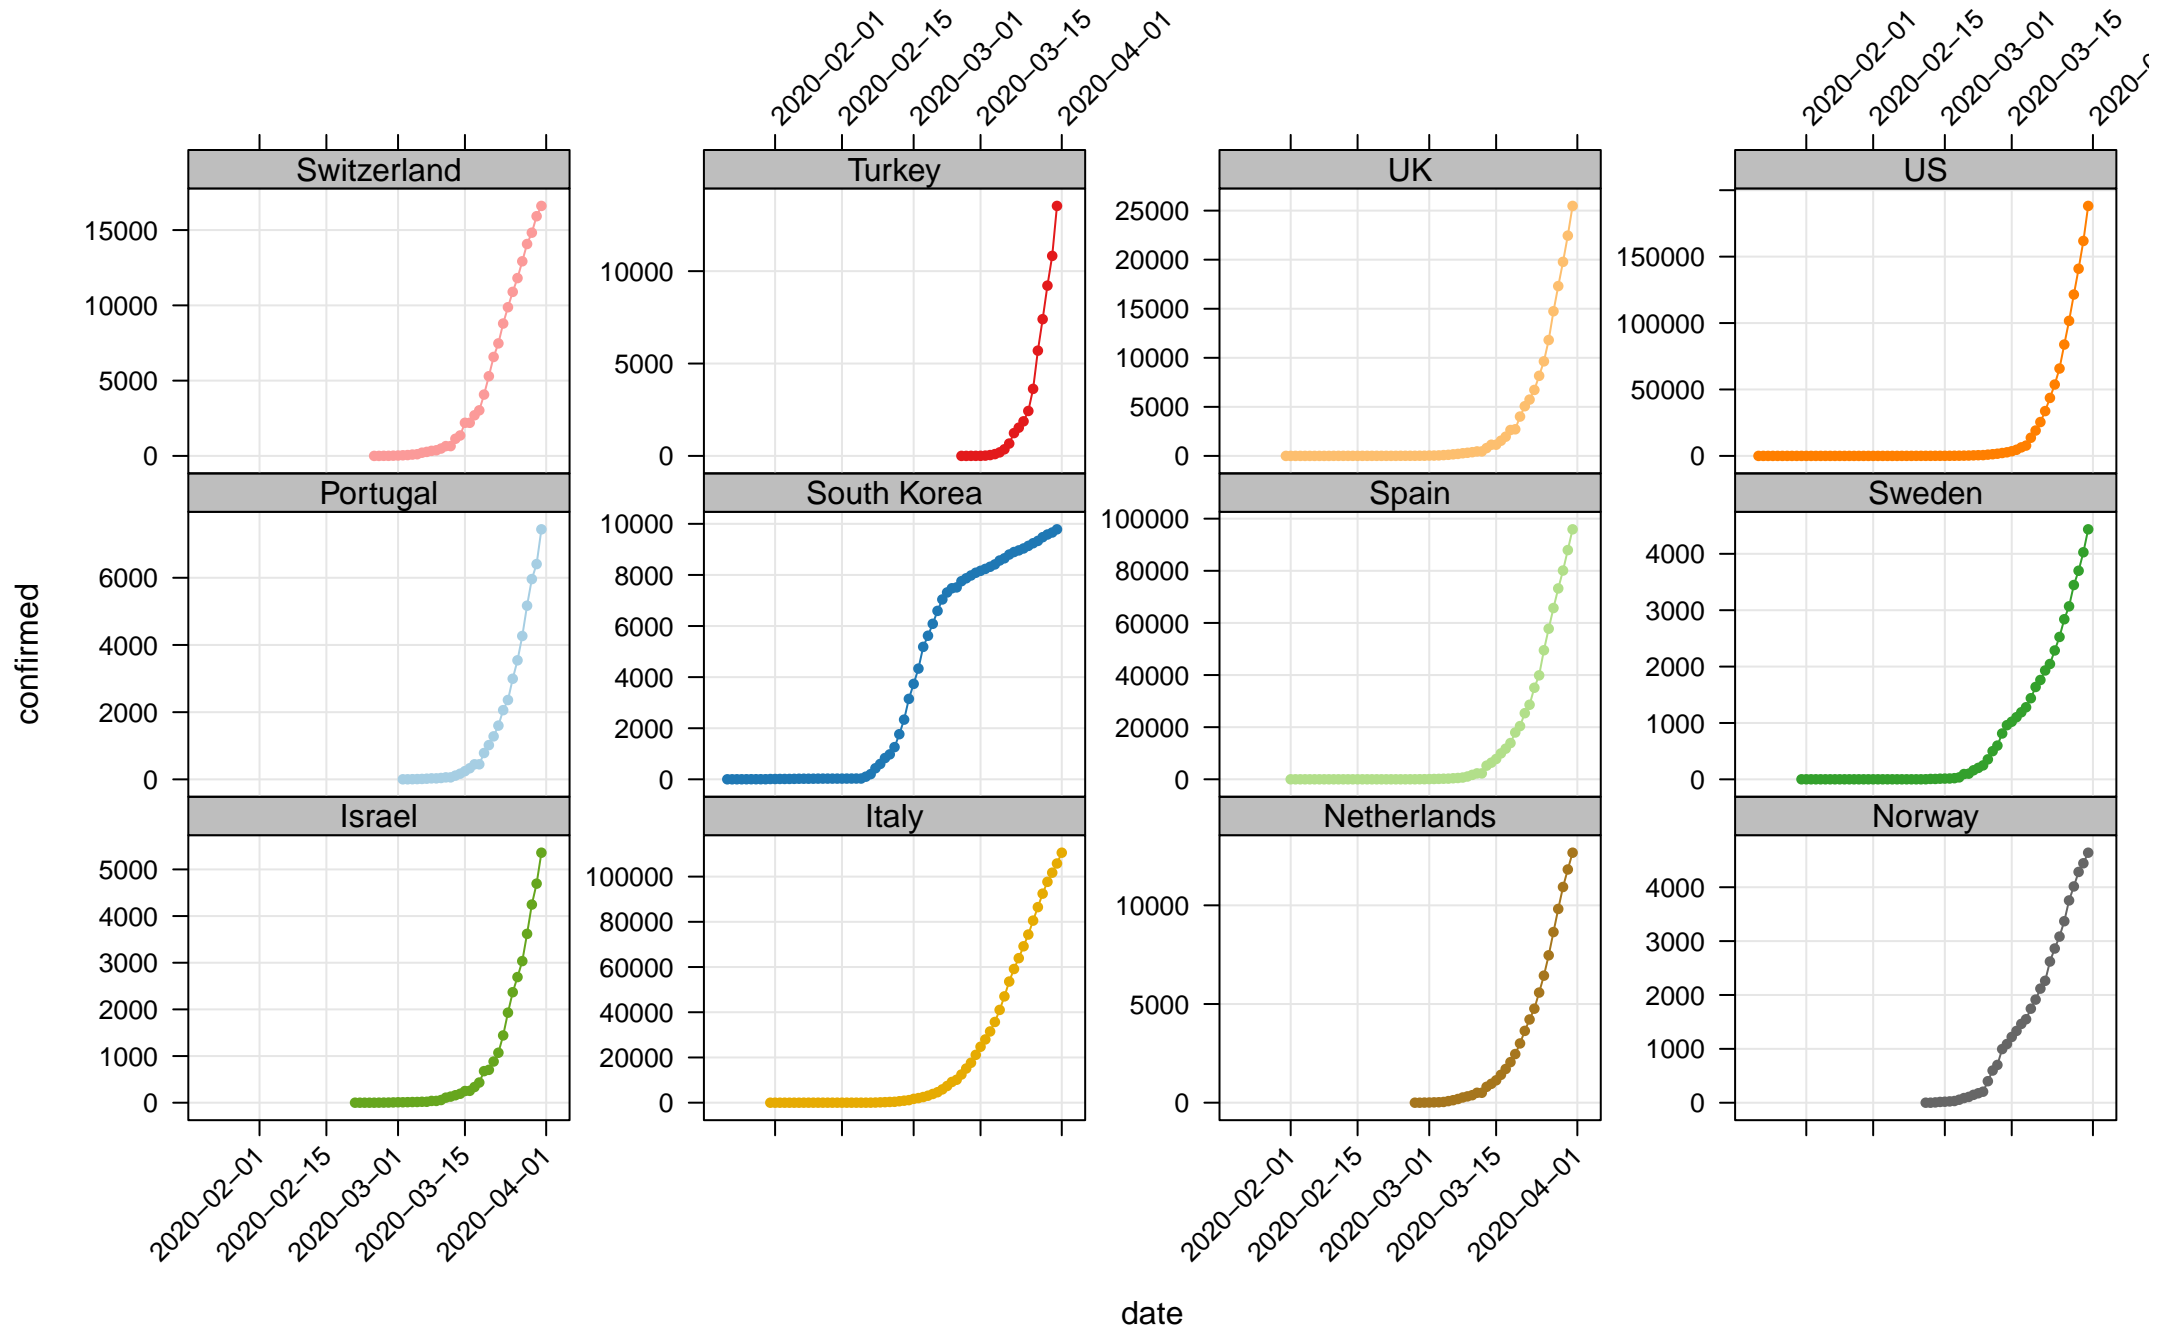 2020−02−01 2020−02−15 2020−03−01 2020−03−15 2020−04−01 2020−02−01 2020−02−15 2020−03−01 2020−03−15
Switzerland Turkey UK US
15000 10000 5000 0
10000 5000 0
25000 20000 15000 10000 5000 0
150000 100000 50000 0
Portugal South Korea Spain Sweden
6000 4000 2000 0
10000 8000 6000 4000 2000 0
100000 80000 60000 40000 20000 0
4000 3000 2000 1000 0
confirmed
Israel Italy Netherlands Norway
5000 4000 3000 2000 1000 0
100000 80000 60000 40000 20000 0
10000 5000 0
4000 3000 2000 1000 0
2020−02−01 2020−02−15 2020−03−01 2020−03−15 2020−04−01 2020−02−01 2020−02−15 2020−03−01 2020−03−15 2020−04−01
date